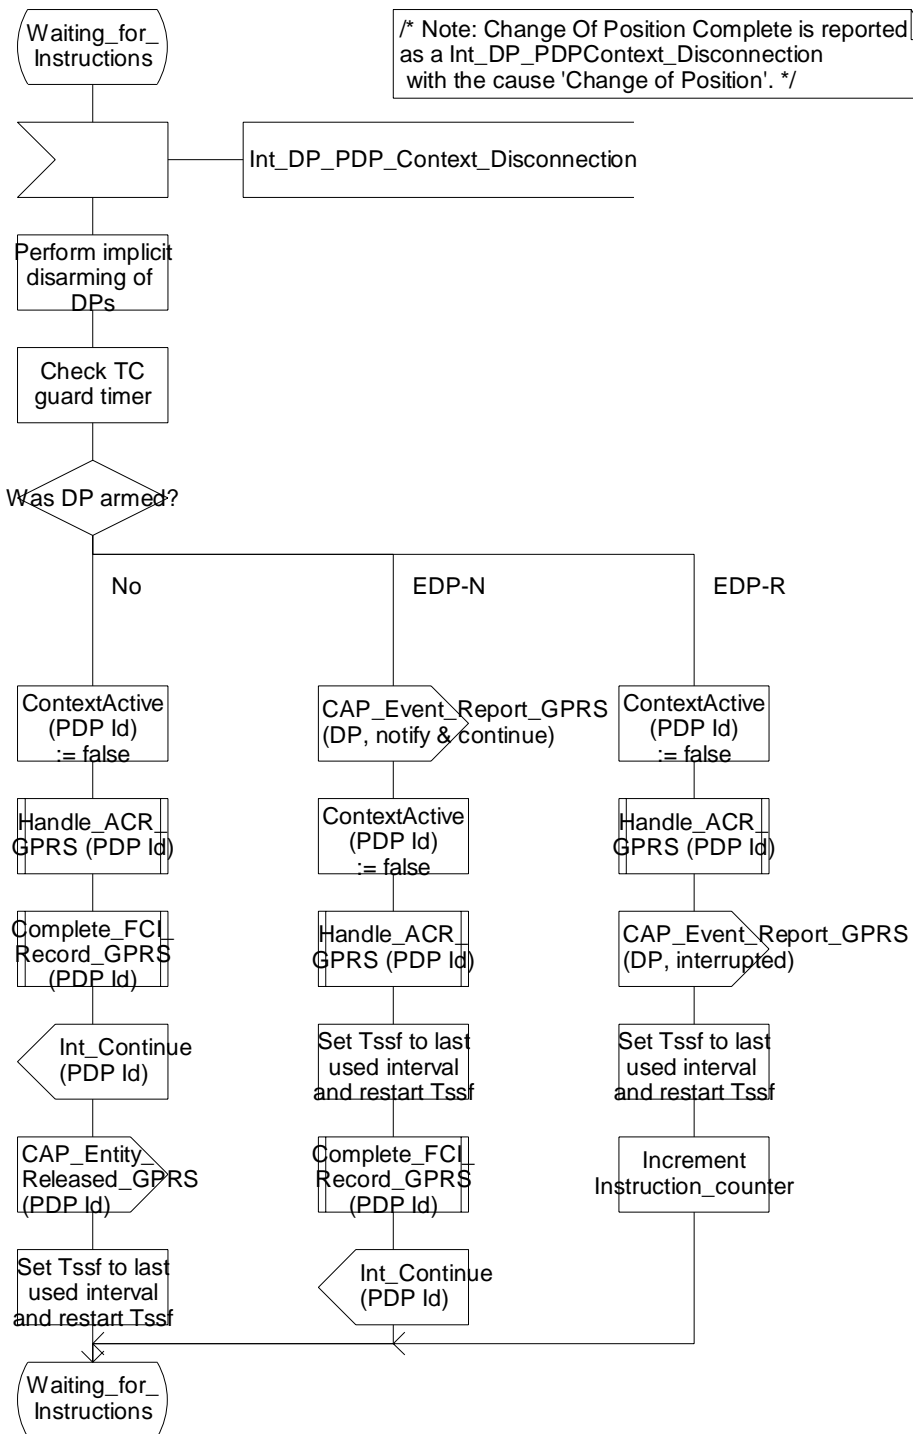 Waiting_for_
Instructions
/* Note: Change Of Position Complete is reported
as a Int_DP_PDPContext_Disconnection
with the cause 'Change of Position'. */
Int_DP_PDP_Context_Disconnection
Perform implicit
disarming of
DPs
Check TC
guard timer
Was DP armed?
No
EDP-N
EDP-R
ContextActive
(PDP Id)
:= false
Handle_ACR_
GPRS (PDP Id)
Complete_FCI_
Record_GPRS
(PDP Id)
Int_Continue
(PDP Id)
CAP_Entity_
Released_GPRS
(PDP Id)
Set Tssf to last
used interval
and restart Tssf
CAP_Event_Report_GPRS
(DP, notify & continue)
ContextActive
(PDP Id)
:= false
Handle_ACR_
GPRS (PDP Id)
Set Tssf to last
used interval
and restart Tssf
Complete_FCI_
Record_GPRS
(PDP Id)
Int_Continue
(PDP Id)
ContextActive
(PDP Id)
:= false
Handle_ACR_
GPRS (PDP Id)
CAP_Event_Report_GPRS
(DP, interrupted)
Set Tssf to last
used interval
and restart Tssf
Increment
Instruction_counter
Waiting_for_
Instructions